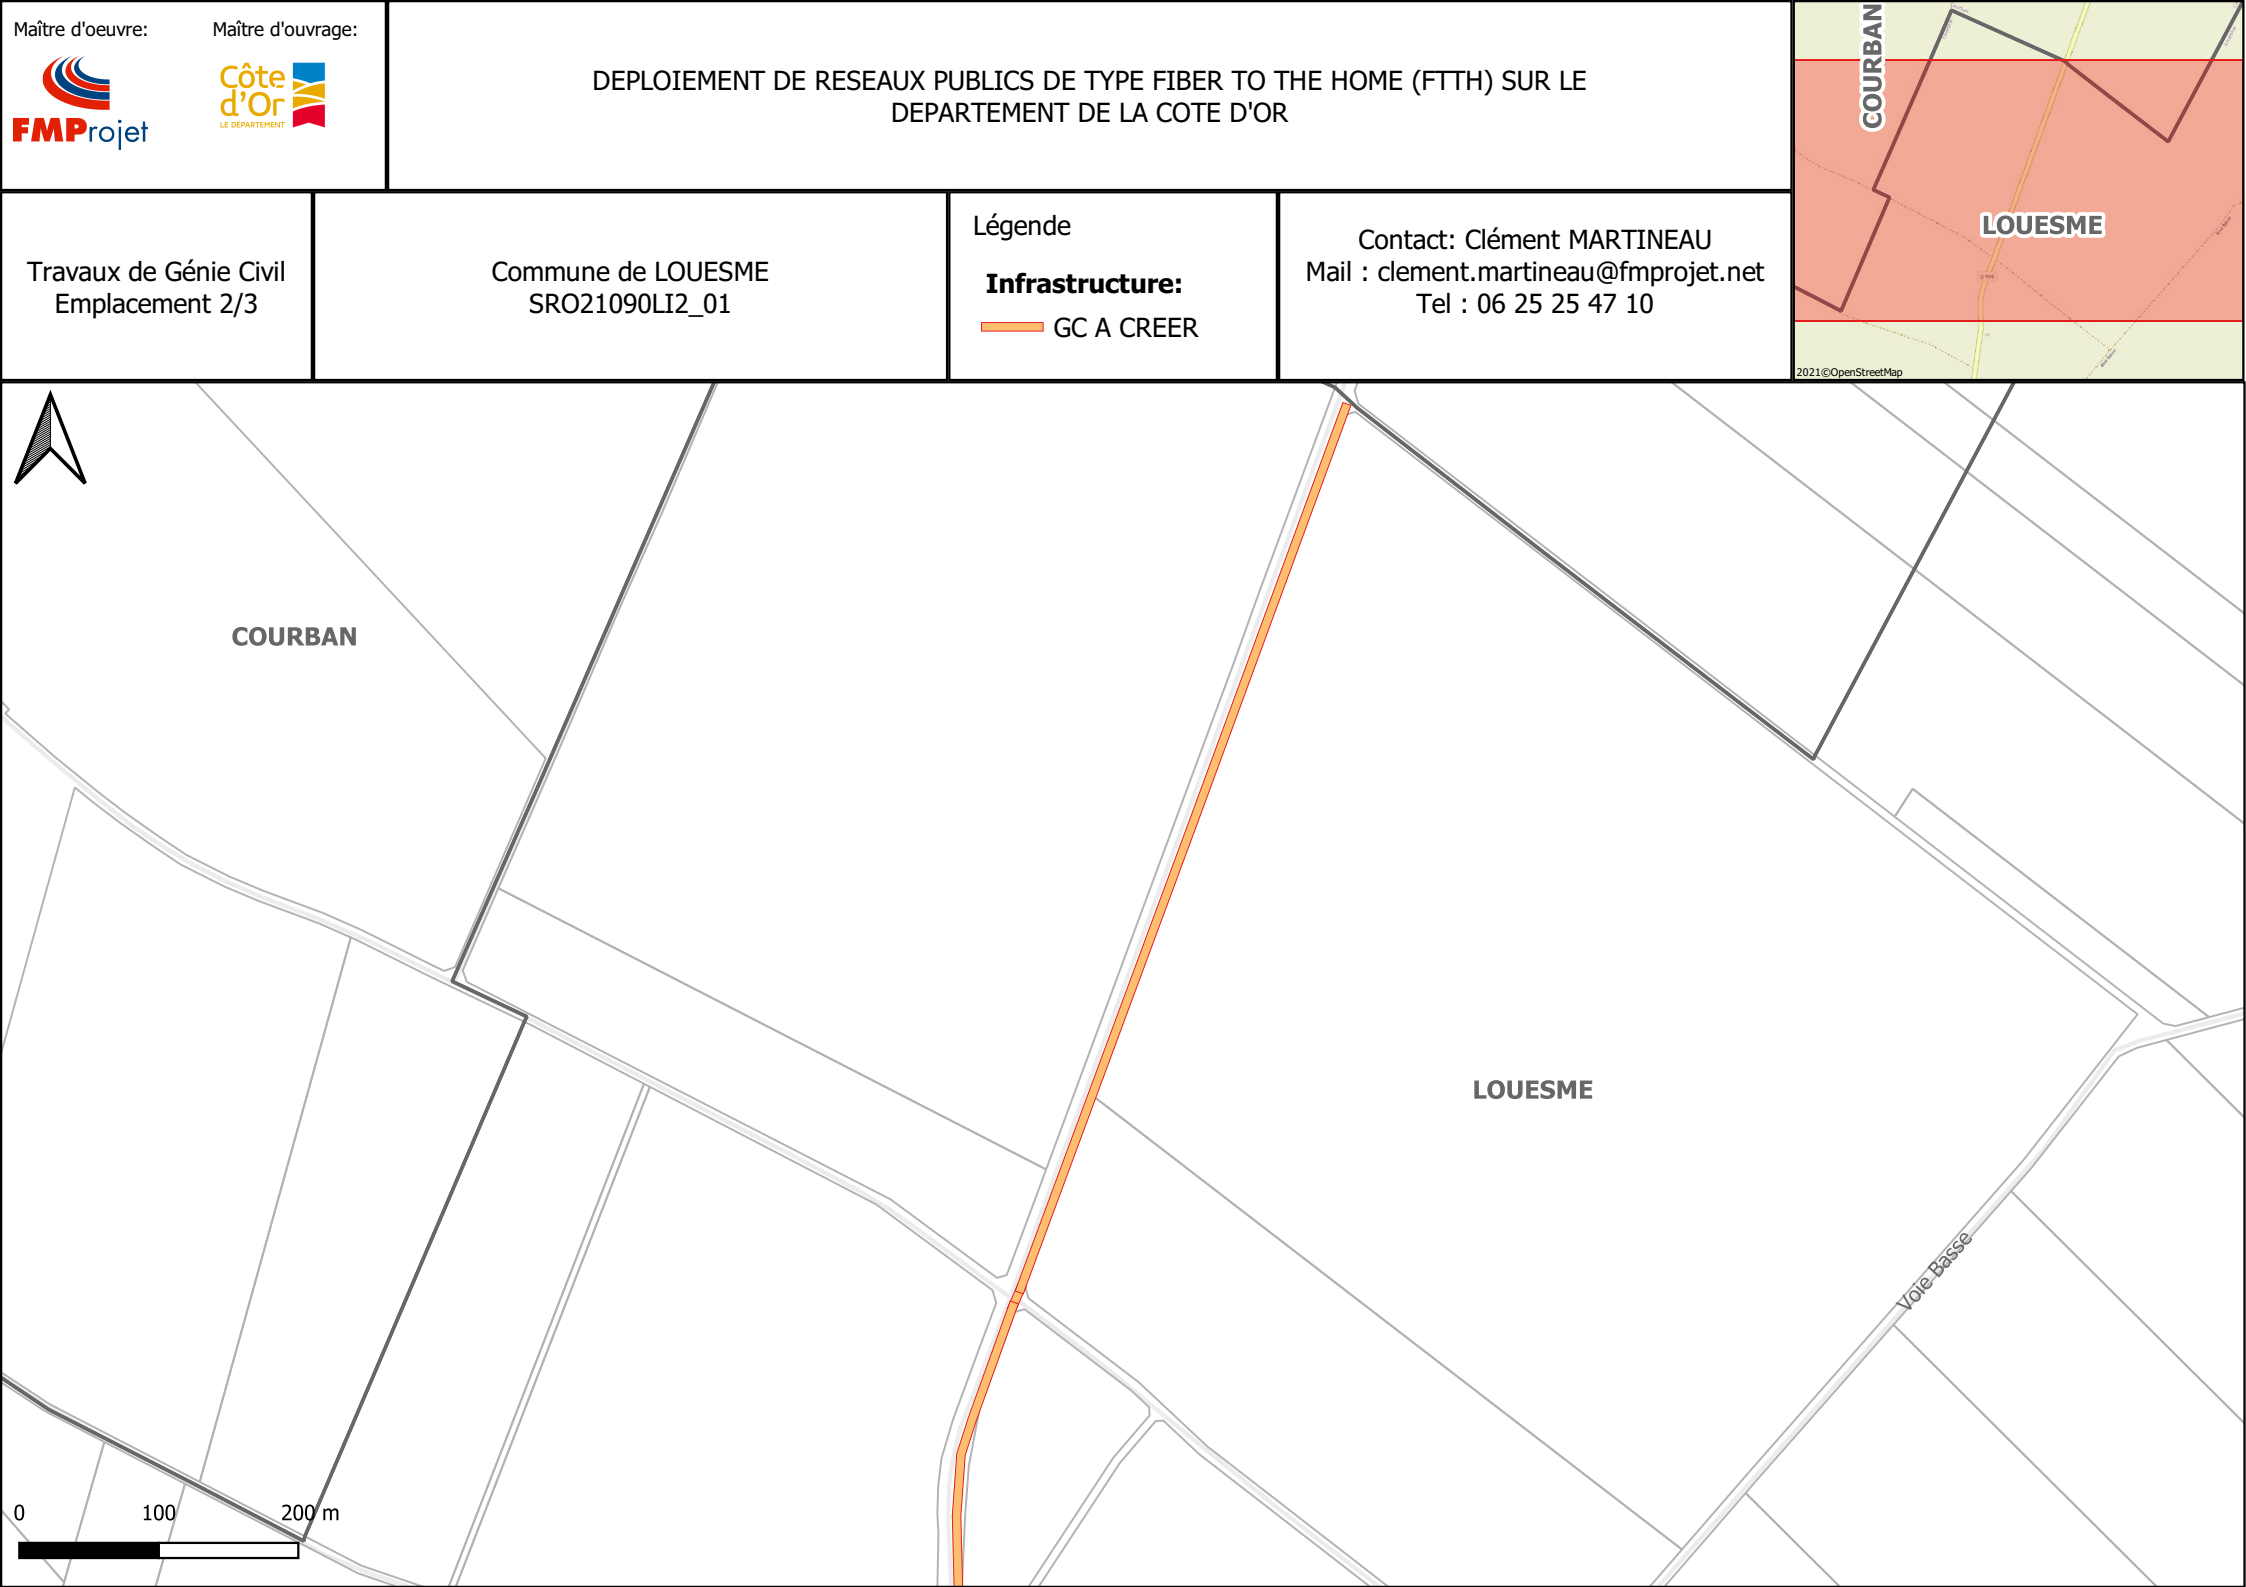 Maître d'oeuvre:
Maître d'ouvrage:
FMProjet
Côte
d'Or
LE DÉPARTEMENT
DEPLOIEMENT DE RESEAUX PUBLICS DE TYPE FIBER TO THE HOME (FTTH) SUR LE
DEPARTEMENT DE LA COTE D'OR
Travaux de Génie Civil
Emplacement 2/3
Commune de LOUESME
SRO21090LI2_01
Légende
Infrastructure:
GC A CREER
Contact: Clément MARTINEAU
Mail : clement.martineau@fmprojet.net
Tel : 06 25 25 47 10
COURBAN
LOUESME
2021©OpenStreetMap
COURBAN
LOUESME
Voie Basse
0 100 200 m